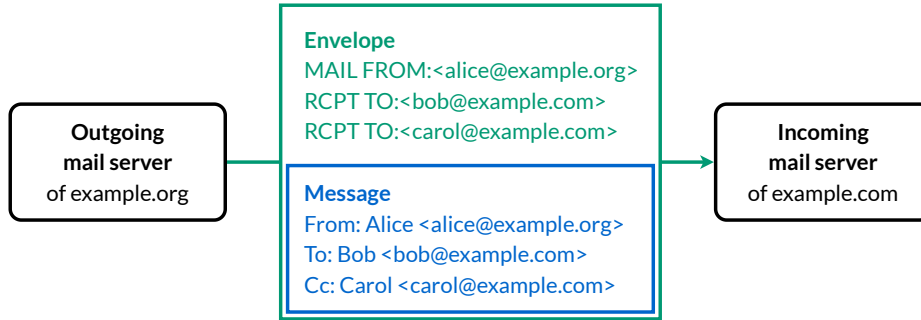 Outgoing
mail server
of example.org
Envelope
MAIL FROM:<alice@example.org>
RCPT TO:<bob@example.com>
RCPT TO:<carol@example.com>
Message
From: Alice <alice@example.org>
To: Bob <bob@example.com>
Cc: Carol <carol@example.com>
Incoming
mail server
of example.com